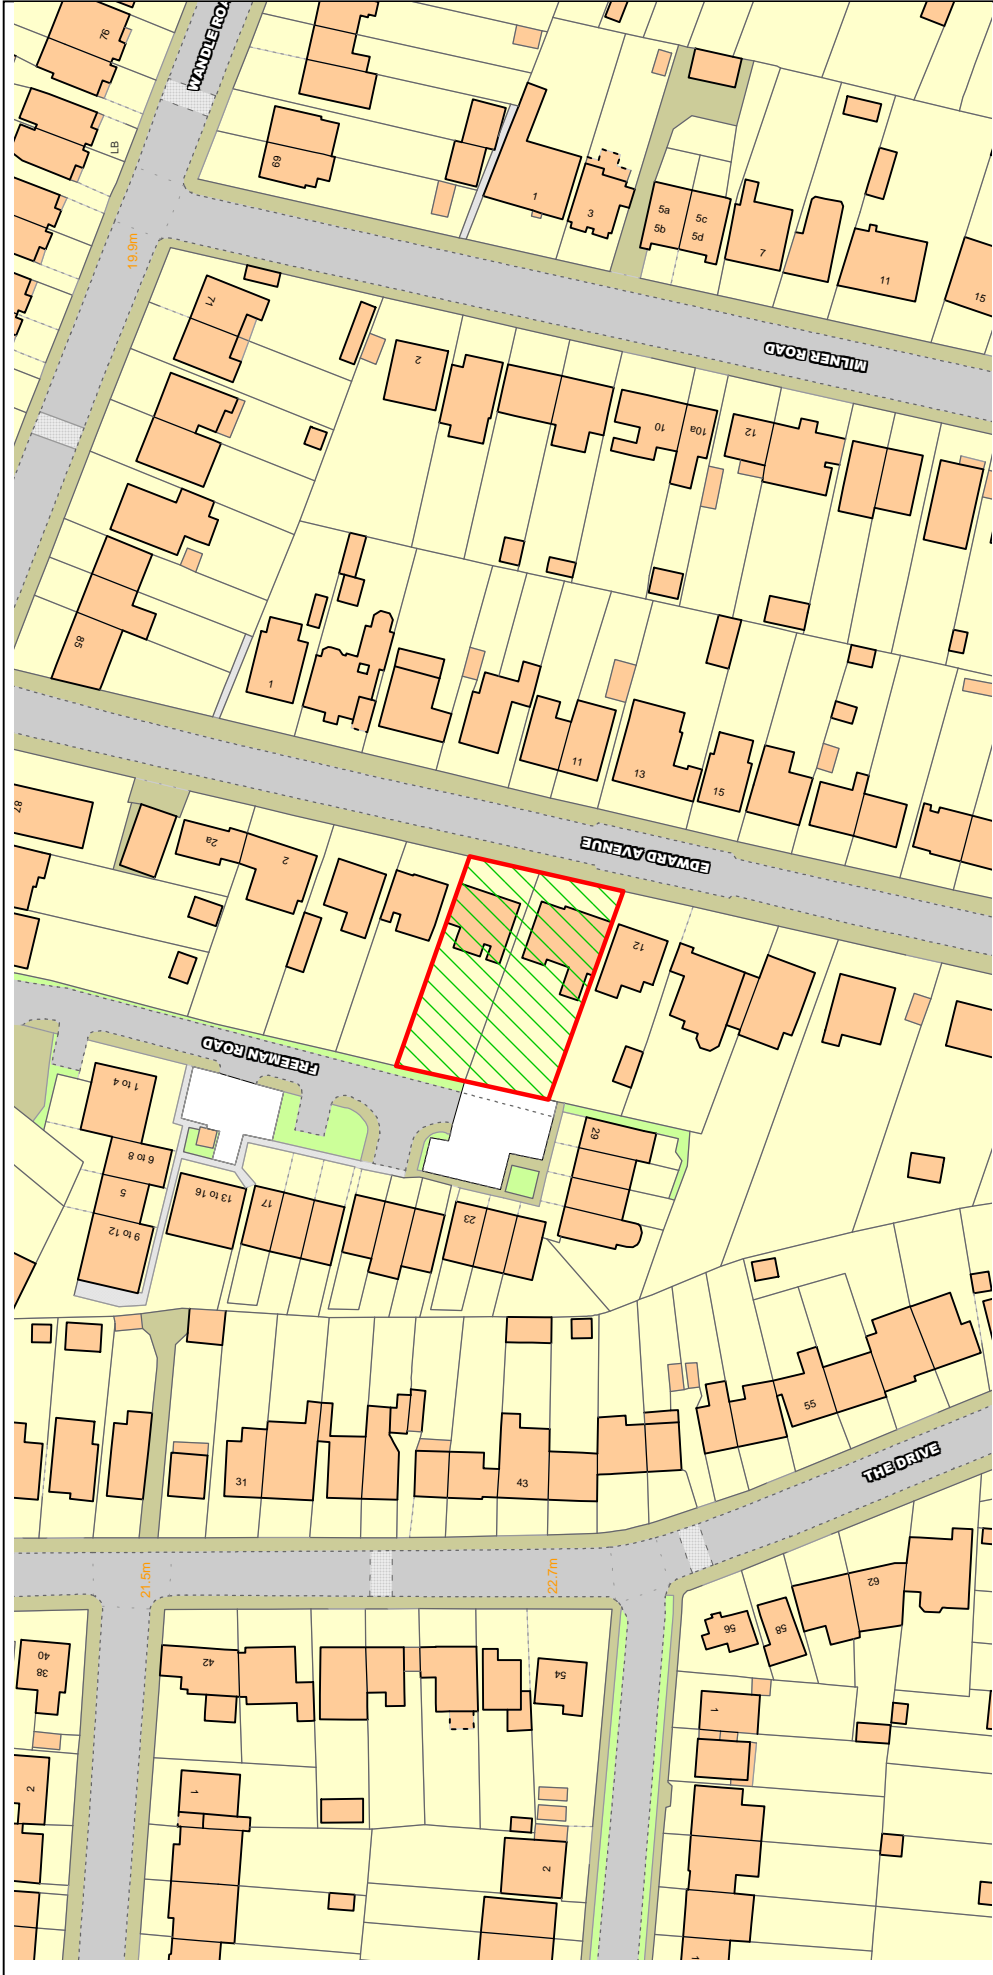 76
WANDLE ROA
LB
69
1
3
5a
5c
5b
5d
7
11
15
19.9m
71
2
MILNER ROAD
10
10a
12
85
1
11
13
15
87
2a
2
EDWARD AVENUE
12
FREEMAN ROAD
1 to 4
29
6 to 8
5
13 to 16
17
9 to 12
23
55
31
43
THE DRIVE
21.5m
22.7m
62
56
58
40
38
42
54
1
2
1
2
1